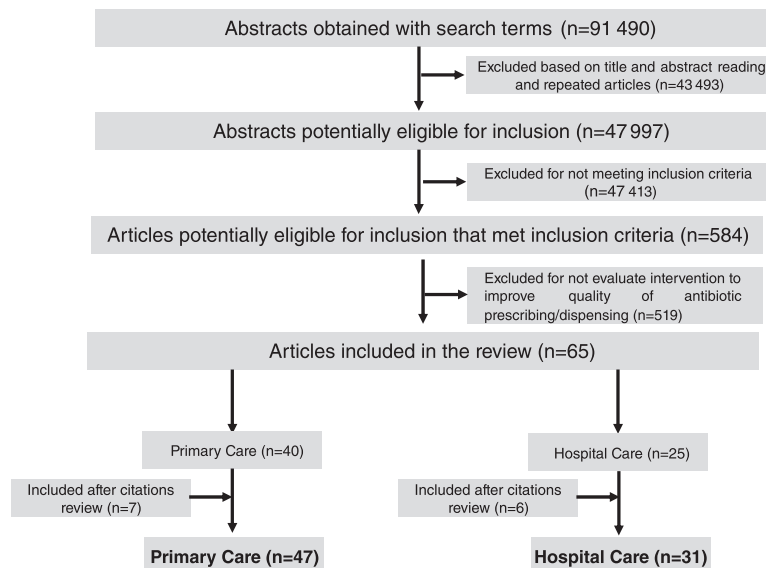 Abstracts obtained with search terms (n=91 490)
Excluded based on title and abstract reading
and repeated articles (n=43 493)
Abstracts potentially eligible for inclusion (n=47 997)
Excluded for not meeting inclusion criteria
(n=47 413)
Articles potentially eligible for inclusion that met inclusion criteria (n=584)
Excluded for not evaluate intervention to
improve quality of antibiotic
prescribing/dispensing (n=519)
Articles included in the review (n=65)
Primary Care (n=40)
Hospital Care (n=25)
Included after citations
review (n=7)
Included after citations
review (n=6)
Primary Care (n=47)
Hospital Care (n=31)